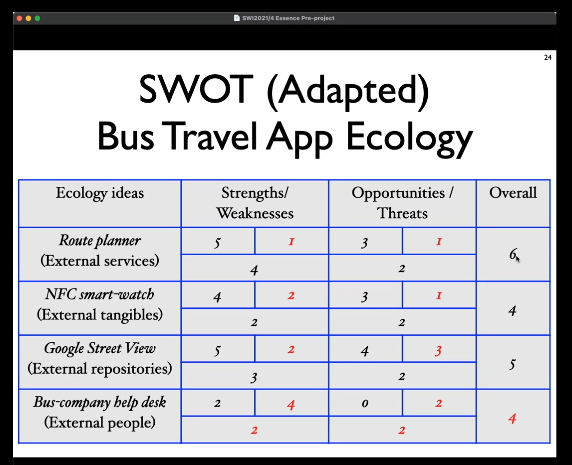 SWI2021/4 Essence Pre-project
24
SWOT (Adapted)
Bus Travel App Ecology
Ecology ideas
Strengths/
Weaknesses
Opportunities /
Threats
Overall
Route planner
(External services)
5 1 3 1
4 2
6
NFC smart-watch
(External tangibles)
4 2 3 1
2 2
4
Google Street View
(External repositories)
5 2 4 3
3 2
5
Bus-company help desk
(External people)
2 4 0 2
2 2
4